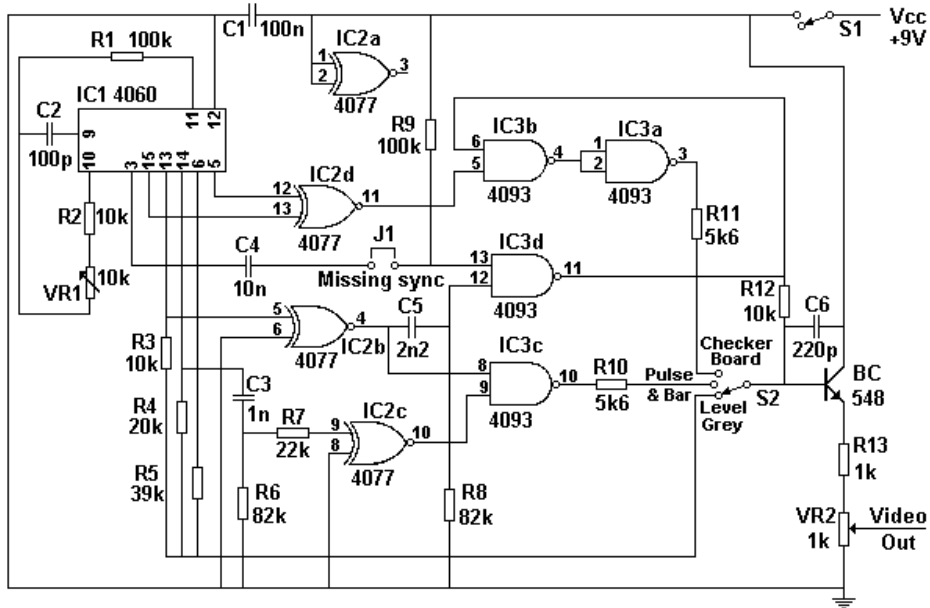 C1
100n
IC2a
1
2
3
4077
S1
Vcc
+9V
R1
100k
IC1 4060
C2
100p
9
11
12
10
3
15
13
14
6
5
R9
100k
IC3b
6
5
4
4093
IC3a
1
2
3
4093
IC2d
12
13
11
4077
R2
10k
VR1
10k
C4
10n
J1
Missing sync
IC3d
13
12
11
4093
R11
5k6
R12
10k
C6
220p
R3
10k
5
6
4
4077
IC2b
C5
2n2
IC3c
8
9
10
4093
R10
5k6
Checker
Board
Pulse
& Bar
Level
Grey
S2
BC
548
C3
1n
R4
20k
R7
22k
IC2c
9
8
10
4077
R5
39k
R6
82k
R8
82k
R13
1k
VR2
1k
Video
Out